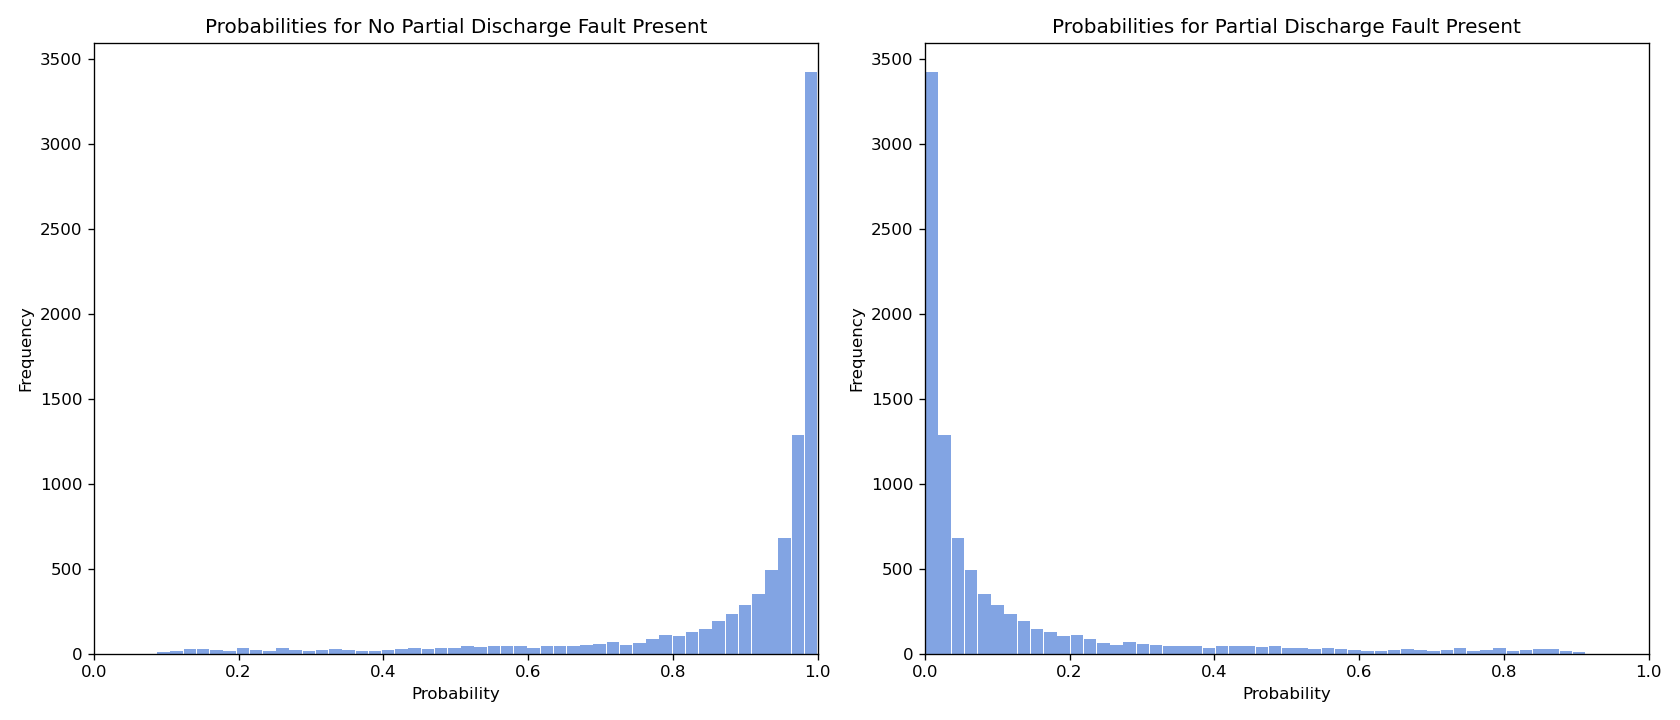 Probabilities for No Partial Discharge Fault Present
3500
3000
2500
2000
1500
1000
500
0
Frequency
0.0 0.2 0.4 0.6 0.8 1.0
Probability
Probabilities for Partial Discharge Fault Present
3500
3000
2500
2000
1500
1000
500
0
Frequency
0.0 0.2 0.4 0.6 0.8 1.0
Probability